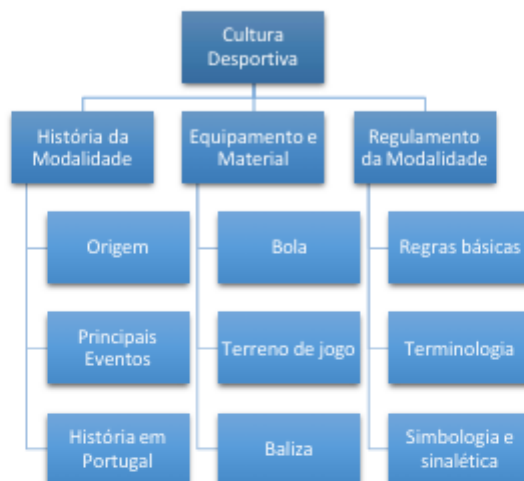 Cultura
Desportiva
História da
Modalidade
Equipamento e
Material
Regulamento
da Modalidade
Origem
Bola
Regras básicas
Principais
Eventos
Terreno de jogo
Terminologia
História em
Portugal
Baliza
Simbologia e
sinalética